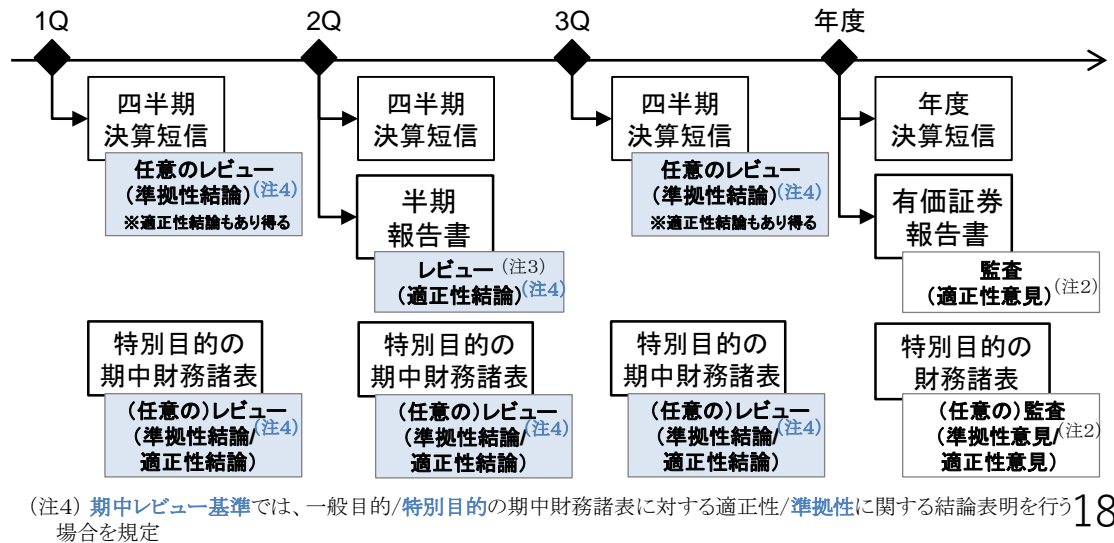 1Q
2Q
3Q
年度
四半期
決算短信
任意のレビュー
(準拠性結論)(注4)
※適正性結論もあり得る
四半期
決算短信
半期
報告書
レビュー (注3)
(適正性結論)(注4)
四半期
決算短信
任意のレビュー
(準拠性結論)(注4)
※適正性結論もあり得る
年度
決算短信
有価証券
報告書
監査
(適正性意見)(注2)
特別目的の
期中財務諸表
(任意の)レビュー
(準拠性結論/(注4)
適正性結論)
特別目的の
期中財務諸表
(任意の)レビュー
(準拠性結論/(注4)
適正性結論)
特別目的の
期中財務諸表
(任意の)レビュー
(準拠性結論/(注4)
適正性結論)
特別目的の
財務諸表
(任意の)監査
(準拠性意見/(注2)
適正性意見)
(注4) 期中レビュー基準では、一般目的/特別目的の期中財務諸表に対する適正性/準拠性に関する結論表明を行う
場合を規定
18